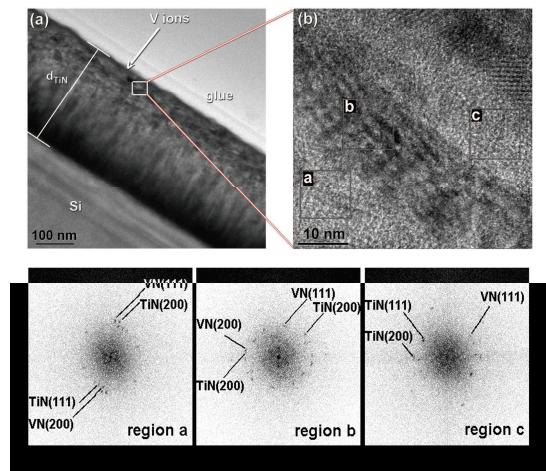 (a)
V ions
dTiN
glue
Si
100 nm
(b)
b
c
a
10 nm
VN(111)
TiN(200)
TiN(111)
VN(200)
region a
VN(111)
TiN(200)
VN(200)
TiN(200)
region b
TiN(111)
VN(111)
TiN(200)
region c